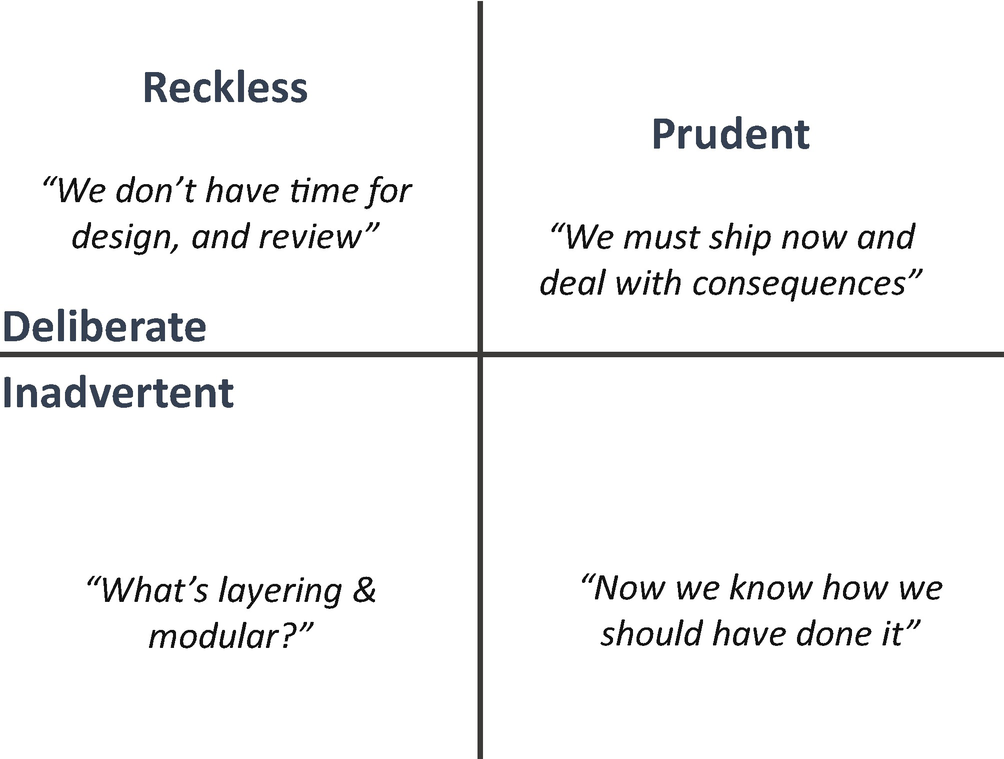 Reckless
“We don’t have time for
design, and review”
Prudent
“We must ship now and
deal with consequences”
Deliberate
Inadvertent
“What’s layering &
modular?”
“Now we know how we
should have done it”